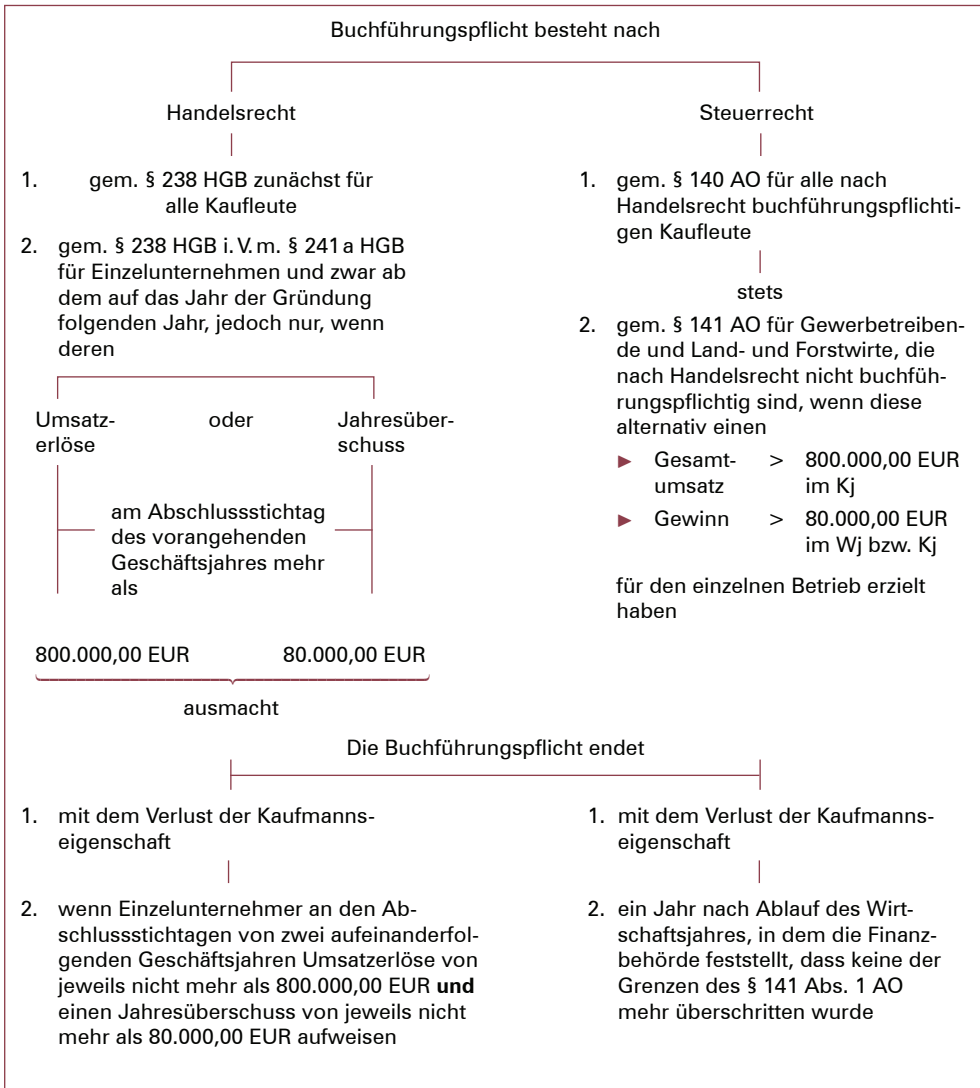 Buchführungspflicht besteht nach
Handelsrecht
1. gem. § 238 HGB zunächst für
alle Kaufleute
2. gem. § 238 HGB i. V. m. § 241 a HGB
für Einzelunternehmen und zwar ab
dem auf das Jahr der Gründung
folgenden Jahr, jedoch nur, wenn
deren
Umsatz- oder Jahresüber-
erlöse schuss
am Abschlussstichtag
des vorangehenden
Geschäftsjahres mehr
als
800.000,00 EUR 80.000,00 EUR
ausmacht
Steuerrecht
1. gem. § 140 AO für alle nach
Handelsrecht buchführungspflichti-
gen Kaufleute
stets
2. gem. § 141 AO für Gewerbetreiben-
de und Land- und Forstwirte, die
nach Handelsrecht nicht buchfüh-
rungspflichtig sind, wenn diese
alternativ einen
► Gesamt- > 800.000,00 EUR
umsatz im Kj
► Gewinn > 80.000,00 EUR
im Wj bzw. Kj
für den einzelnen Betrieb erzielt
haben
Die Buchführungspflicht endet
1. mit dem Verlust der Kaufmanns-
eigenschaft
2. wenn Einzelunternehmer an den Ab-
schlussstichtagen von zwei aufeinanderfol-
genden Geschäftsjahren Umsatzerlöse von
jeweils nicht mehr als 800.000,00 EUR und
einen Jahresüberschuss von jeweils nicht
mehr als 80.000,00 EUR aufweisen
1. mit dem Verlust der Kaufmanns-
eigenschaft
2. ein Jahr nach Ablauf des Wirt-
schaftsjahres, in dem die Finanz-
behörde feststellt, dass keine der
Grenzen des § 141 Abs. 1 AO
mehr überschritten wurde